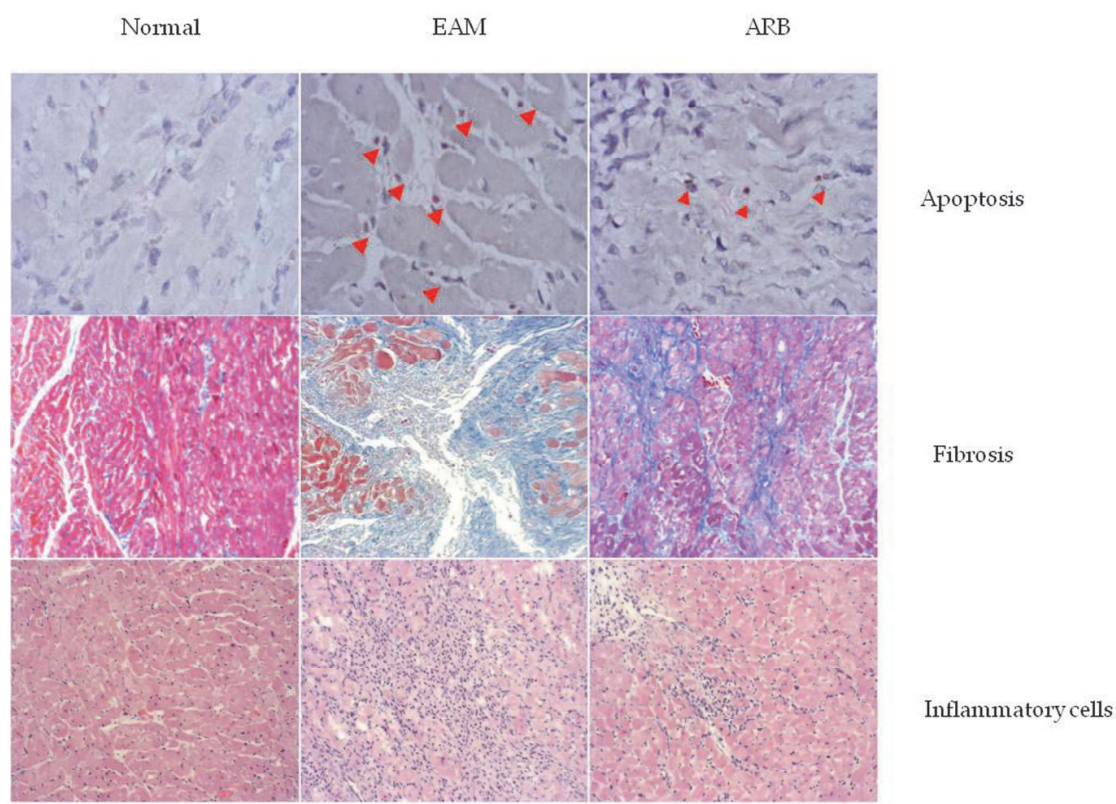 Normal
EAM
ARB
Apoptosis
Fibrosis
Inflammatory cells